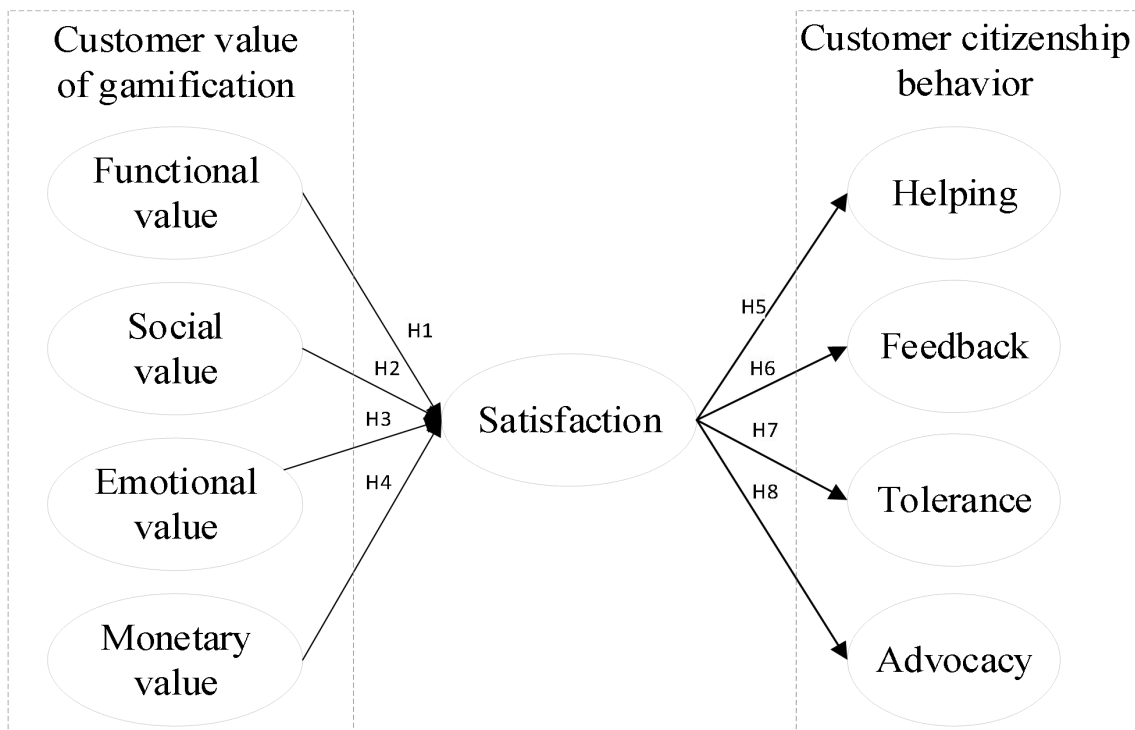 Customer value
of gamification
Functional
value
Social
value
Emotional
value
Monetary
value
H1
H2
H3
H4
Satisfaction
H5
H6
H7
H8
Customer citizenship
behavior
Helping
Feedback
Tolerance
Advocacy